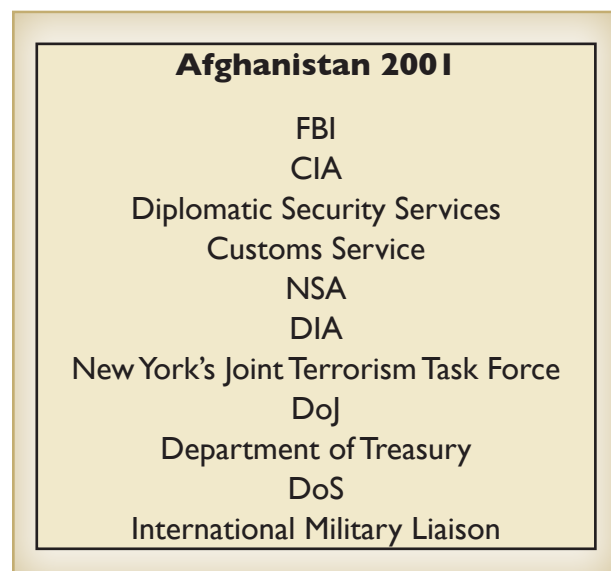 Afghanistan 2001
FBI
CIA
Diplomatic Security Services
Customs Service
NSA
DIA
New York’s Joint Terrorism Task Force
DoJ
Department of Treasury
DoS
International Military Liaison